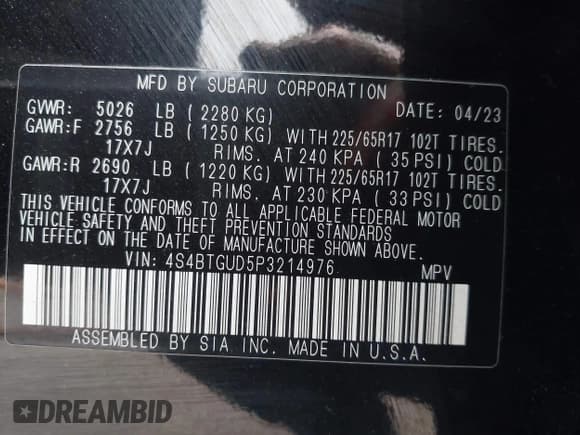 MFD BY SUBARU CORPORATION
GVWR: 5026 LB (2280 KG) DATE: 04/23
GAWR:F 2756 LB (1250 KG) WITH 225/65R17 102T TIRES.
17X7J RIMS. AT 240 KPA (35 PSI) COLD
GAWR:R 2690 LB (1220 KG) WITH 225/65R17 102T TIRES.
17X7J RIMS. AT 230 KPA (33 PSI) COLD
THIS VEHICLE CONFORMS TO ALL APPLICABLE FEDERAL MOTOR
VEHICLE SAFETY AND THEFT PREVENTION STANDARDS
IN EFFECT ON THE DATE OF MANUFACTURE SHOWN ABOVE.
VIN: 4S4BTGUD5P3214976 MPV
ASSEMBLED BY SIA INC. MADE IN U.S.A.
DREAMBID